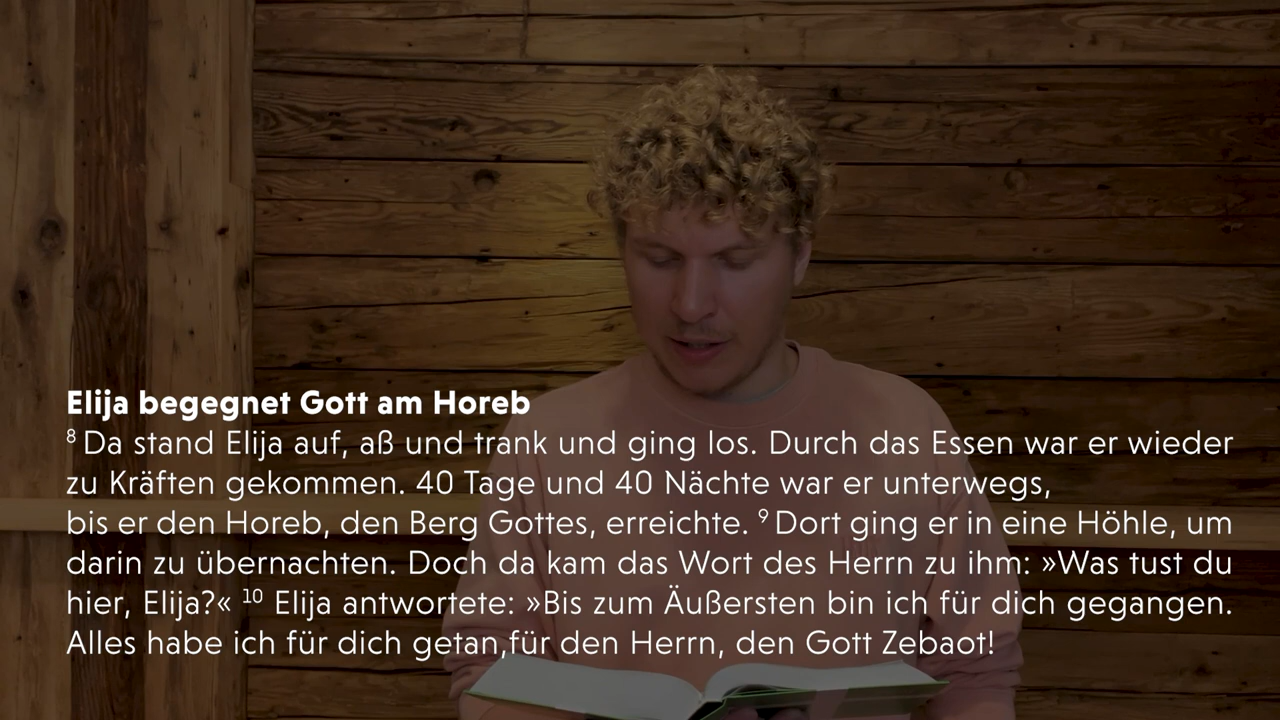 Elija begegnet Gott am Horeb
⁸ Da stand Elija auf, aß und trank und ging los. Durch das Essen war er wieder
zu Kräften gekommen. 40 Tage und 40 Nächte war er unterwegs,
bis er den Horeb, den Berg Gottes, erreichte. ⁹ Dort ging er in eine Höhle, um
darin zu übernachten. Doch da kam das Wort des Herrn zu ihm: »Was tust du
hier, Elija?« ¹⁰ Elija antwortete: »Bis zum Äußersten bin ich für dich gegangen.
Alles habe ich für dich getan,für den Herrn, den Gott Zebaot!